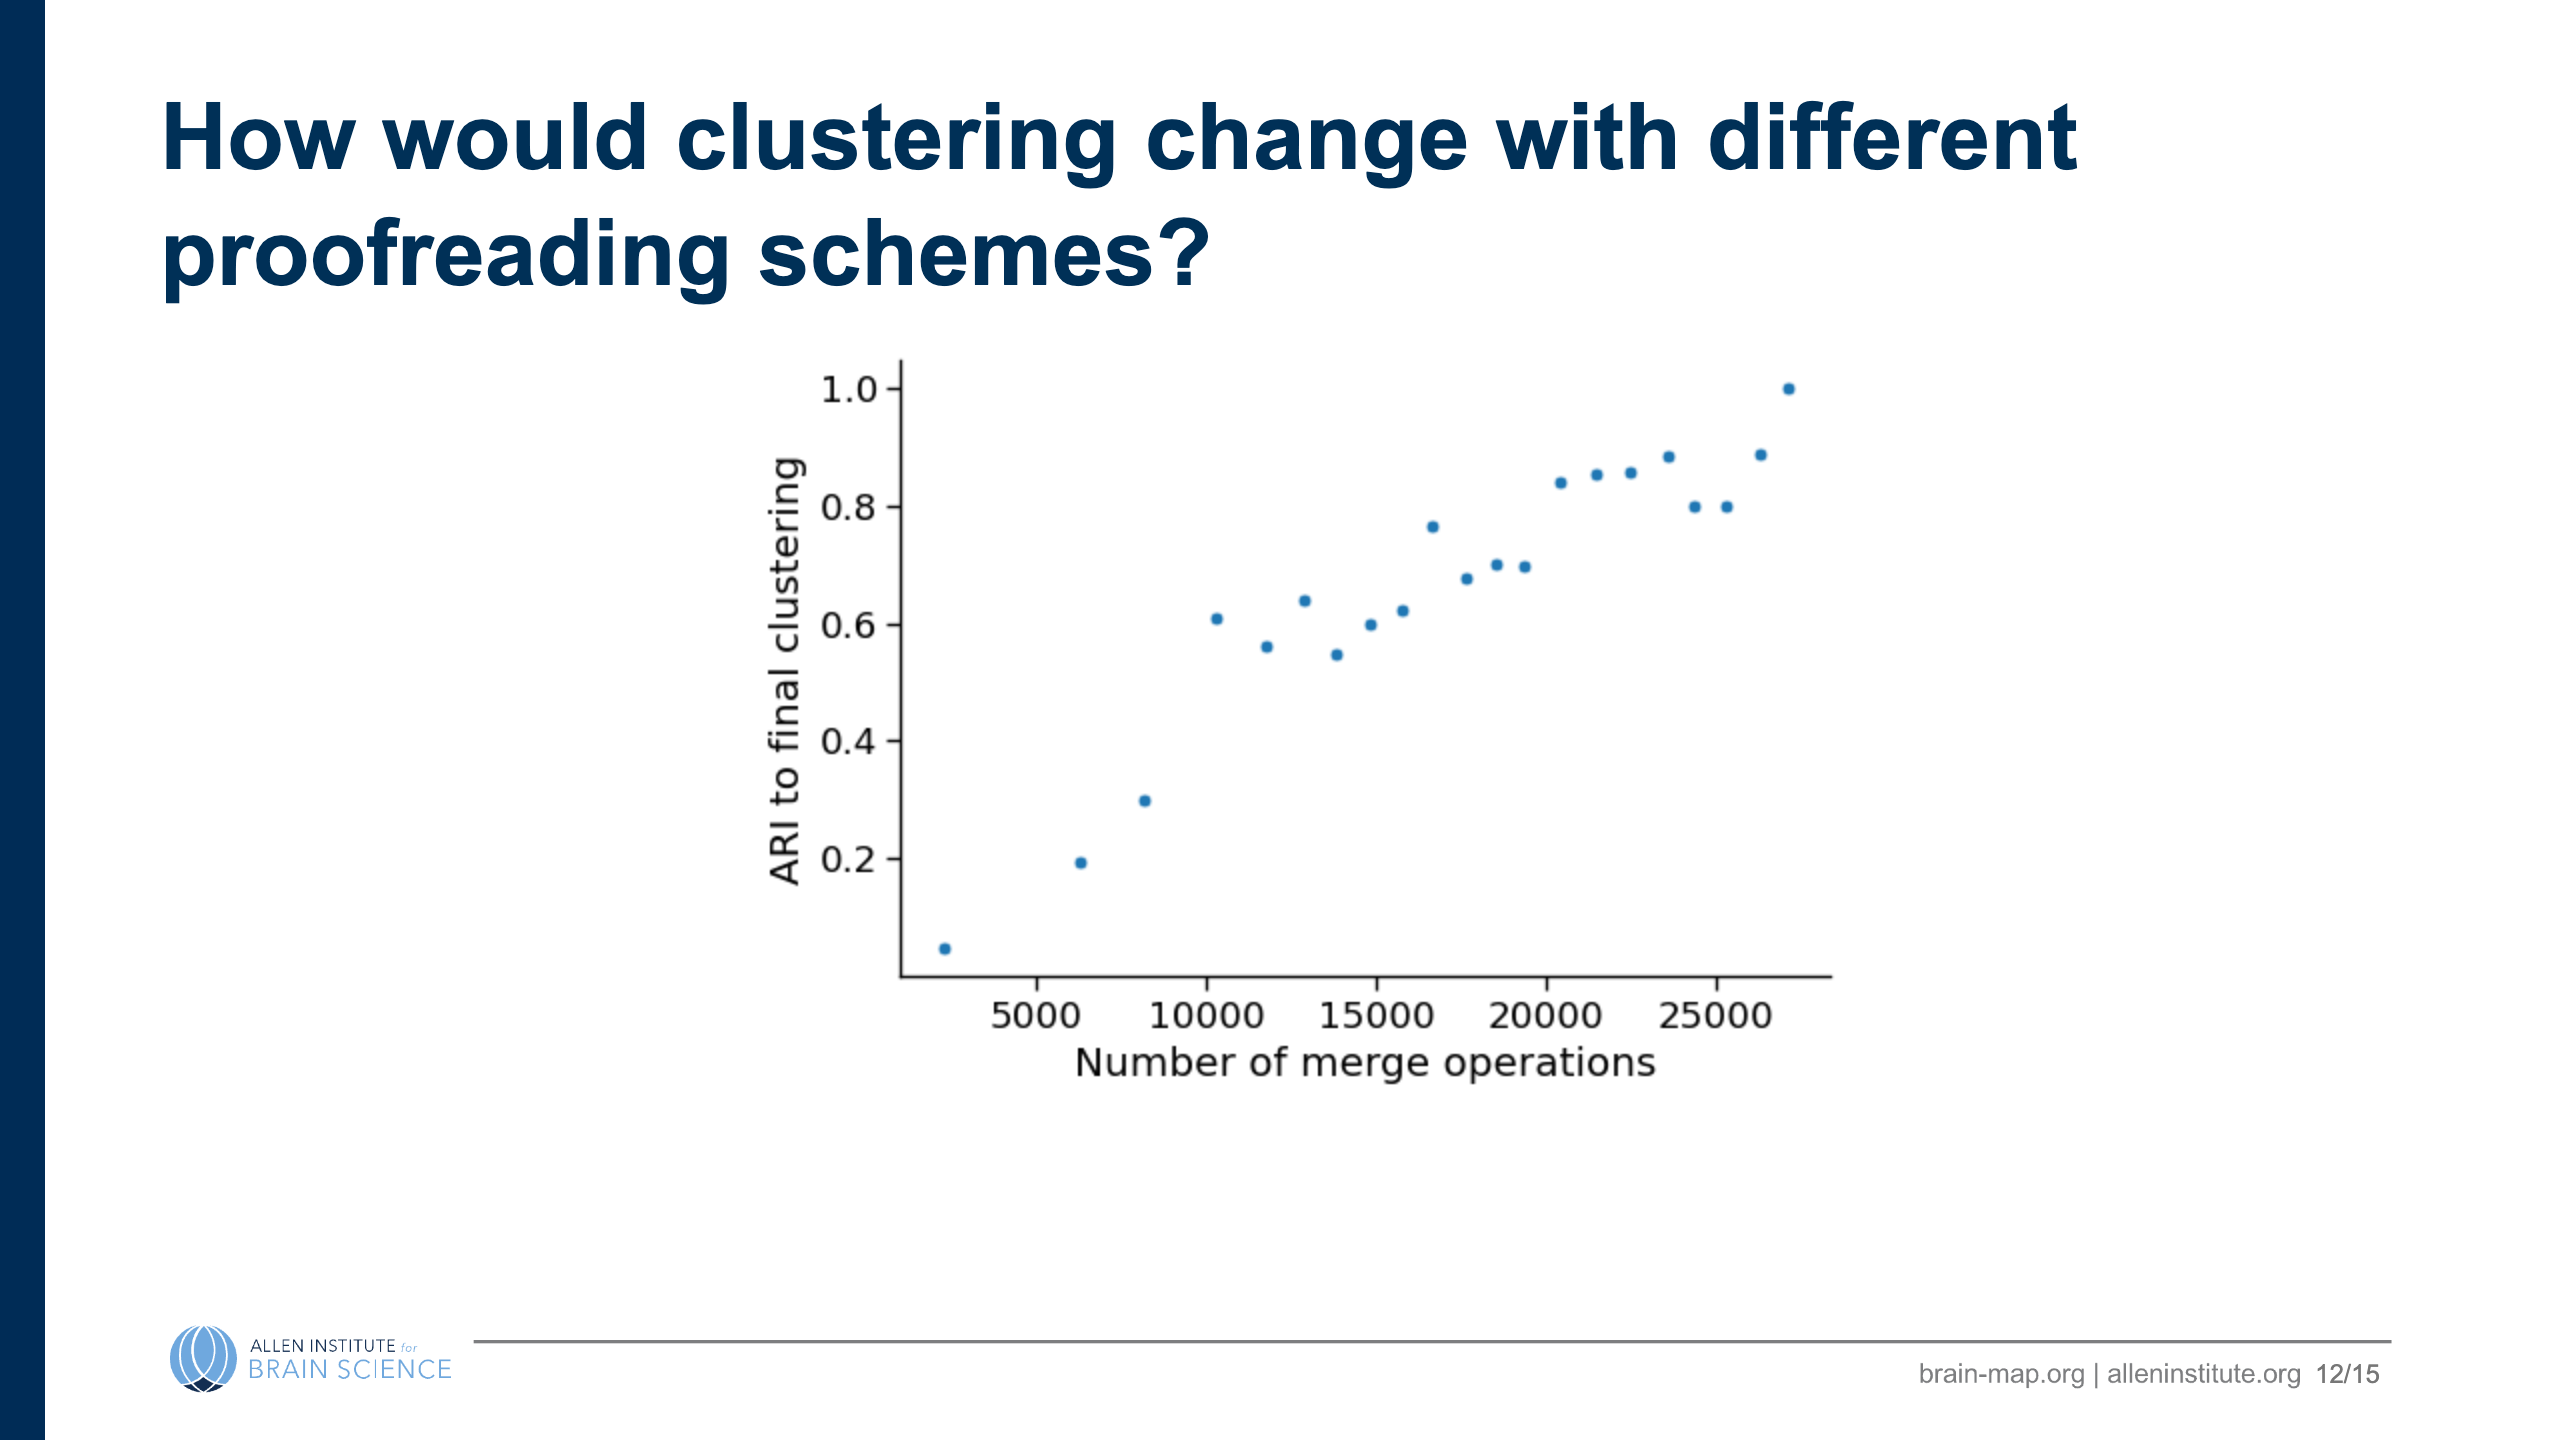 How would clustering change with different
proofreading schemes?
1.0
0.8
0.6
0.4
0.2
ARI to final clustering
5000 10000 15000 20000 25000
Number of merge operations
ALLEN INSTITUTE for
BRAIN SCIENCE
brain-map.org | alleninstitute.org 12/15